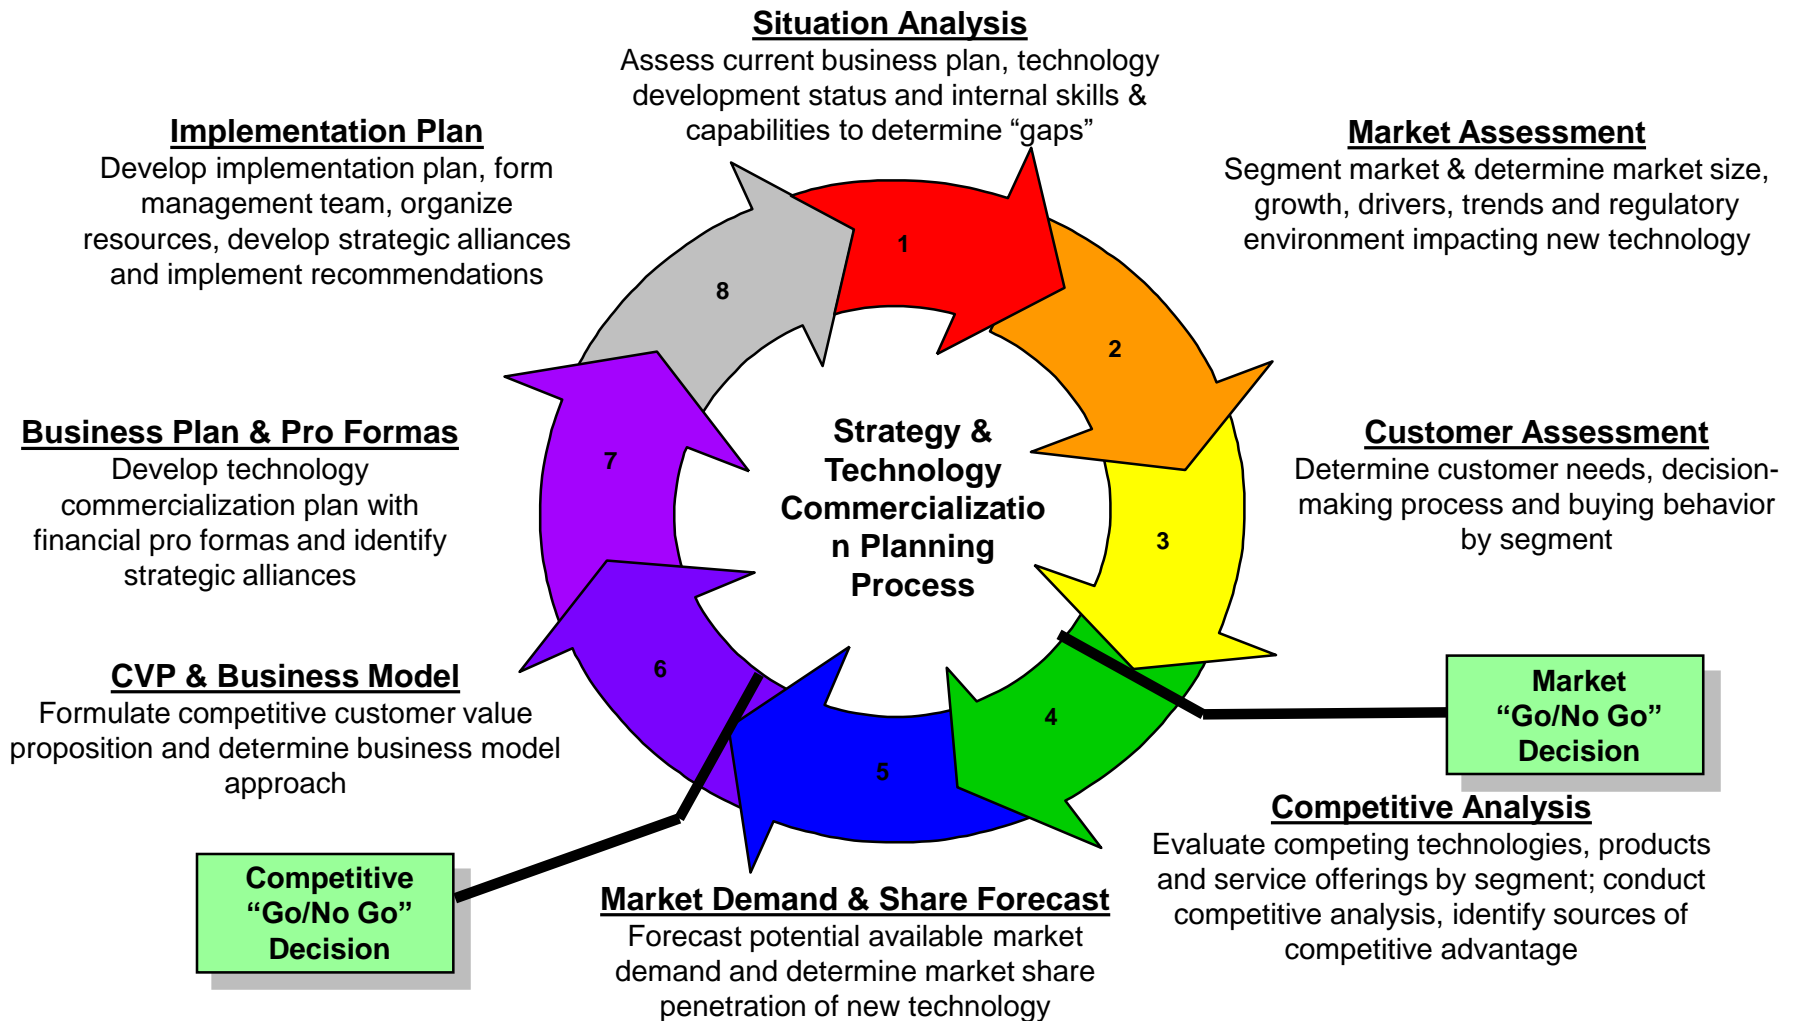 Situation Analysis
Assess current business plan, technology
development status and internal skills &
capabilities to determine “gaps”
Market Assessment
Segment market & determine market size,
growth, drivers, trends and regulatory
environment impacting new technology
Customer Assessment
Determine customer needs, decision-
making process and buying behavior
by segment
Market
“Go/No Go”
Decision
Competitive Analysis
Evaluate competing technologies, products
and service offerings by segment; conduct
competitive analysis, identify sources of
competitive advantage
Market Demand & Share Forecast
Forecast potential available market
demand and determine market share
penetration of new technology
Competitive
“Go/No Go”
Decision
CVP & Business Model
Formulate competitive customer value
proposition and determine business model
approach
Business Plan & Pro Formas
Develop technology
commercialization plan with
financial pro formas and identify
strategic alliances
Implementation Plan
Develop implementation plan, form
management team, organize
resources, develop strategic alliances
and implement recommendations
1
2
3
4
5
6
7
8
Strategy &
Technology
Commercializatio
n Planning
Process